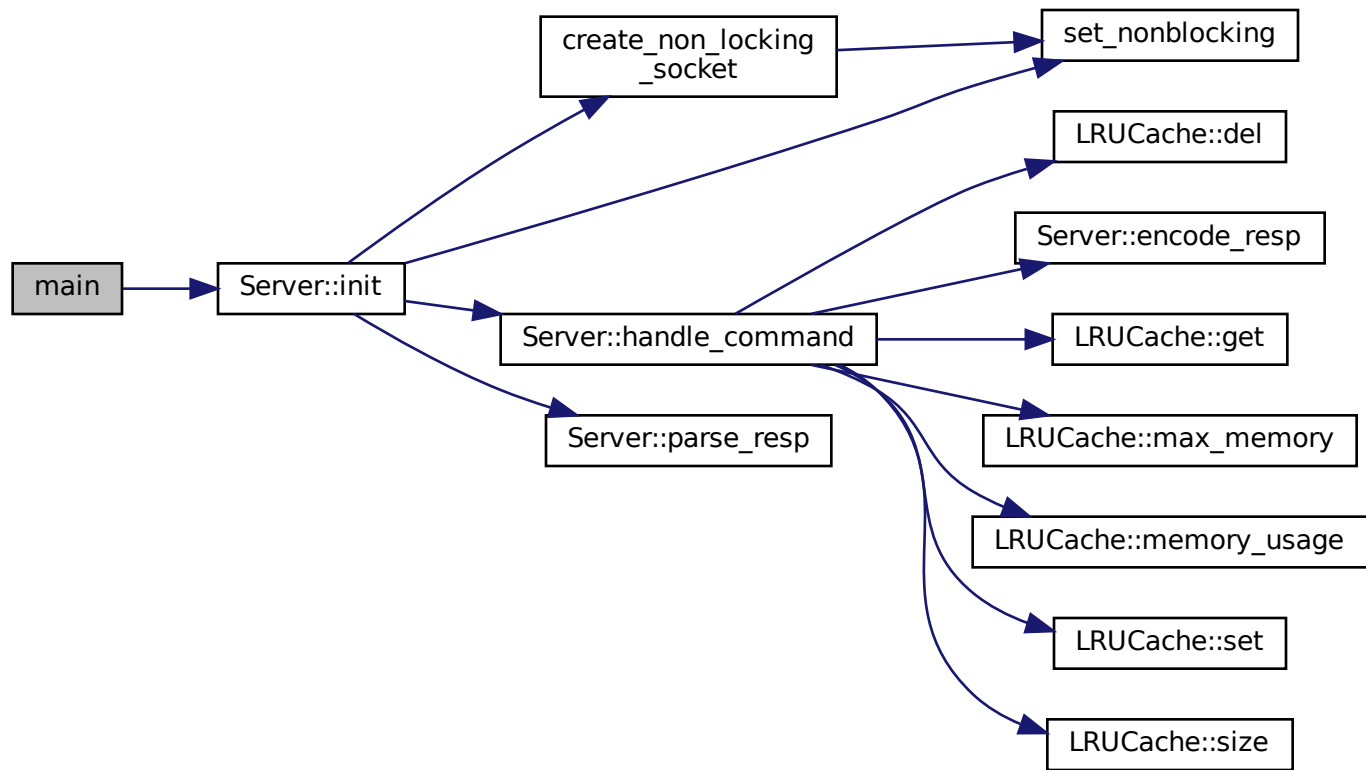 main
Server::init
create_non_locking
_socket
set_nonblocking
Server::handle_command
Server::parse_resp
LRUCache::del
Server::encode_resp
LRUCache::get
LRUCache::max_memory
LRUCache::memory_usage
LRUCache::set
LRUCache::size